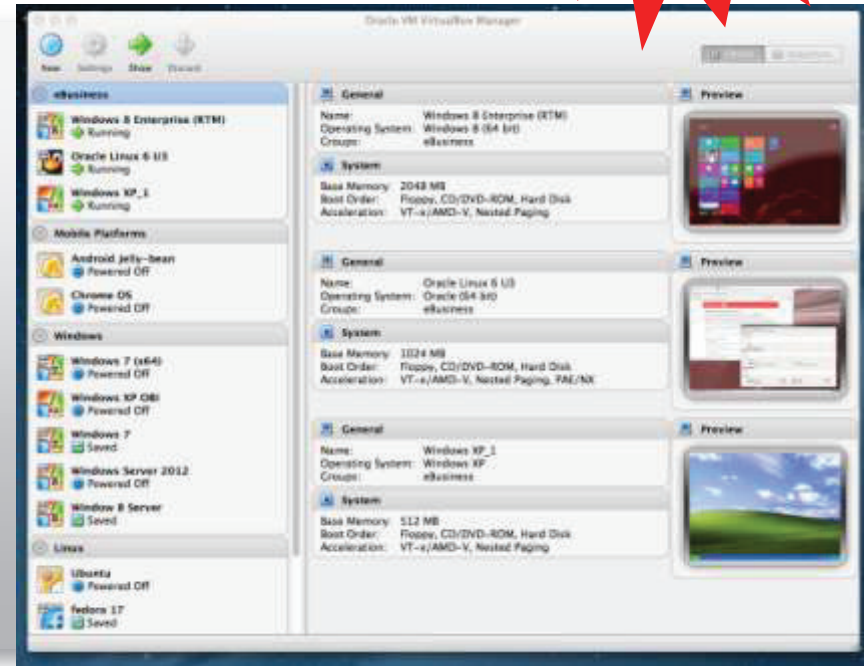 Oracle VM VirtualBox Manager
New Settings Show Discard
eBusiness
Windows 8 Enterprise (RTM)
Running
Oracle Linux 6 U3
Running
Windows XP_1
Running
Mobile Platforms
Android Jelly-bean
Powered Off
Chrome OS
Powered Off
Windows
Windows 7 (x64)
Powered Off
Windows XP OBI
Powered Off
Windows 7
Saved
Windows Server 2012
Powered Off
Window 8 Server
Saved
Linux
Ubuntu
Powered Off
fedora 17
Saved
General
Name: Windows 8 Enterprise (RTM)
Operating System: Windows 8 (64 bit)
Groups: eBusiness
System
Base Memory: 2048 MB
Boot Order: Floppy, CD/DVD-ROM, Hard Disk
Acceleration: VT-x/AMD-V, Nested Paging
Preview
General
Name: Oracle Linux 6 U3
Operating System: Oracle (64 bit)
Groups: eBusiness
System
Base Memory: 1024 MB
Boot Order: Floppy, CD/DVD-ROM, Hard Disk
Acceleration: VT-x/AMD-V, Nested Paging, PAE/NX
Preview
General
Name: Windows XP_1
Operating System: Windows XP
Groups: eBusiness
System
Base Memory: 512 MB
Boot Order: Floppy, CD/DVD-ROM, Hard Disk
Acceleration: VT-x/AMD-V, Nested Paging
Preview